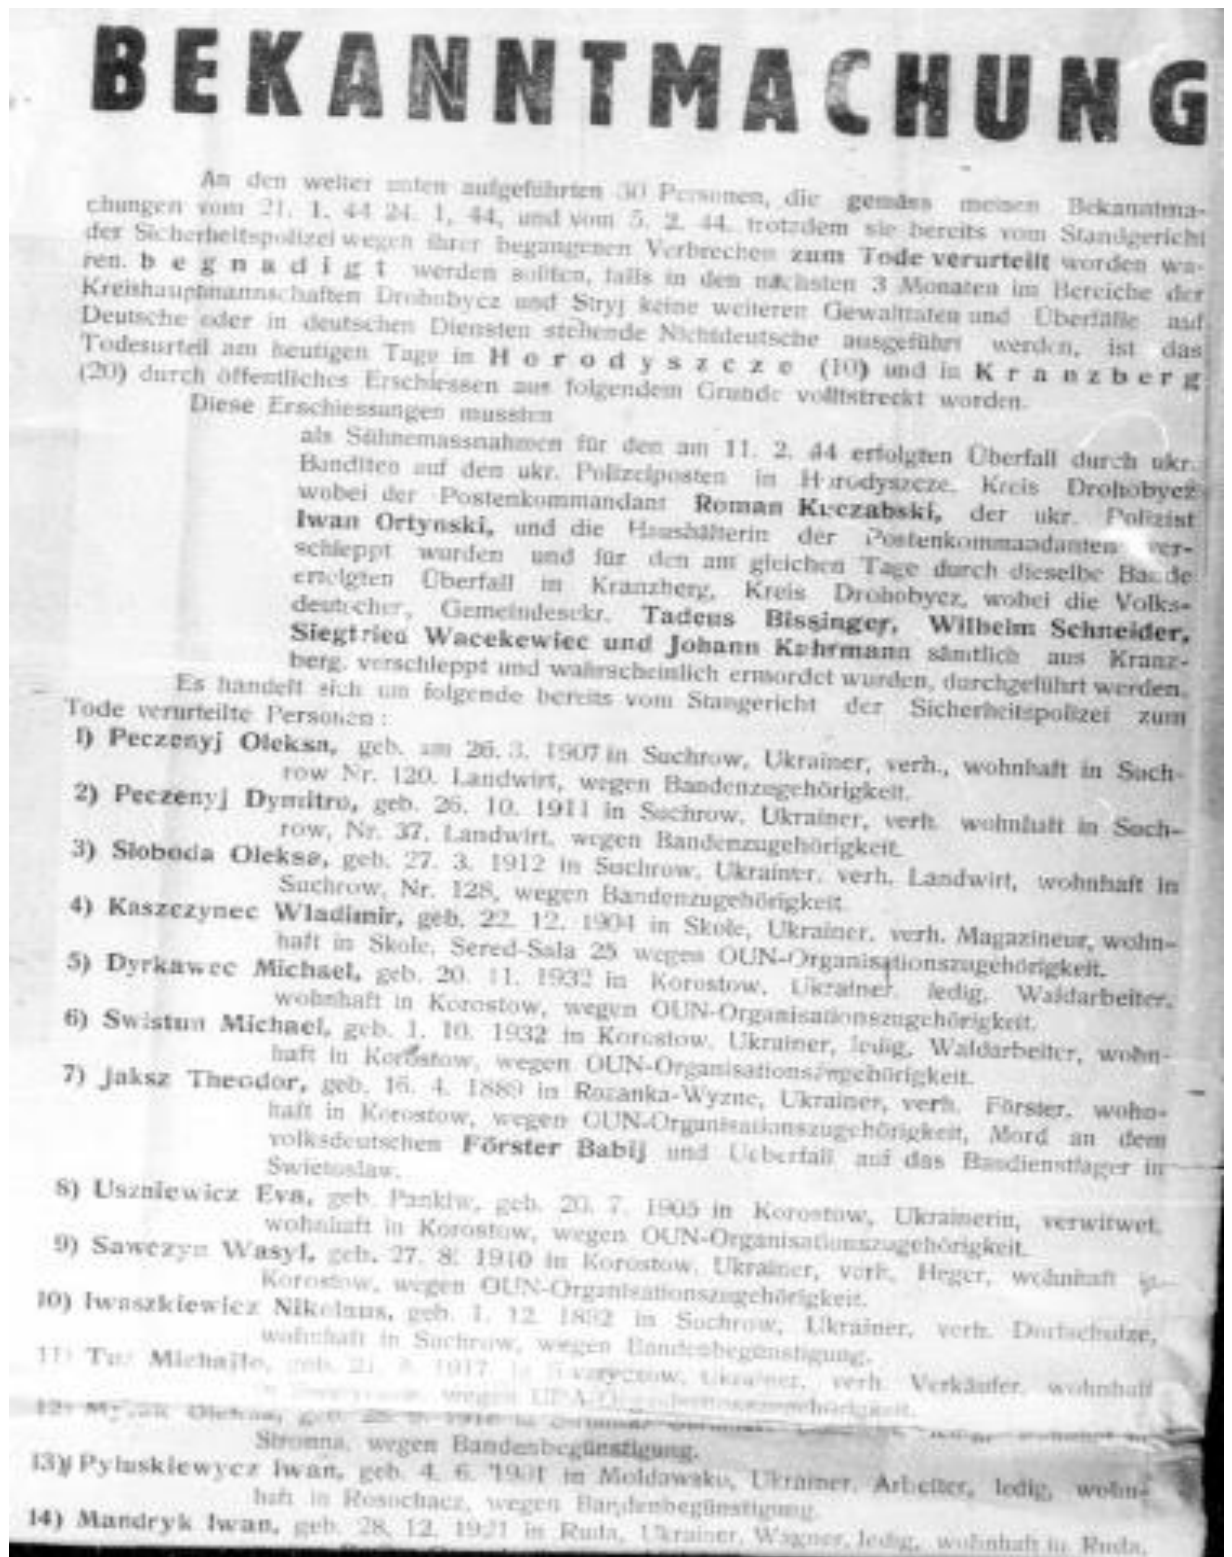 BEKANNTMACHUNG
An den weiter unten aufgeführten 30 Personen, die gemäss meinen Bekanntma-
chungen vom 21. 1. 44 24. 1. 44, und vom 5. 2. 44. trotzdem sie bereits vom Standgericht
der Sicherheitspolizei wegen ihrer begangenen Verbrechen zum Tode verurteilt worden wa-
ren. begnadigt werden sollten, falls in den nächsten 3 Monaten im Bereiche der
Kreishauptmannschaften Drohobycz und Stryj keine weiteren Gewalttaten und Überfälle auf
Deutsche oder in deutschen Diensten stehende Nichtdeutsche ausgeführt werden, ist das
Todesurteil am heutigen Tage in Horodyszcze (10) und in Kranzberg
(20) durch öffentliches Erschiessen aus folgendem Grunde volltstreckt worden.
Diese Erschiessungen mussten
als Sühnemassnahmen für den am 11. 2. 44 erfolgten Überfall durch ukr.
Banditen auf den ukr. Polizeiposten in Horodyszcze. Kreis Drohobycz
wobei der Postenkommandant Roman Kuczabski, der ukr. Polizist
Iwan Ortynski, und die Haushälterin der Postenkommandanten ver-
schleppt wurden und für den am gleichen Tage durch dieselbe Bande
erfolgten Überfall in Kranzberg, Kreis Drohobycz, wobei die Volks-
deutscher, Gemeindesekr. Tadeus Bissinger, Wilhelm Schneider,
Siegfried Wacekewiec und Johann Kuhrmann sämtlich aus Kranz-
berg. verschleppt und wahrscheinlich ermordet wurden, durchgeführt werden.
Es handelt sich um folgende bereits vom Stangericht der Sicherheitspolizei zum
Tode verurteilte Personen:
1) Peczenyj Oleksa, geb. am 26. 3. 1907 in Suchrow, Ukrainer, verh., wohnhaft in Such-
row Nr. 120. Landwirt, wegen Bandenzugehörigkeit.
2) Peczenyj Dymitro, geb. 26. 10. 1911 in Suchrow, Ukrainer, verh. wohnhaft in Such-
row, Nr. 37. Landwirt, wegen Bandenzugehörigkeit.
3) Sloboda Oleksa, geb. 27. 3. 1912 in Suchrow, Ukrainer, verh. Landwirt, wohnhaft in
Suchrow, Nr. 128, wegen Bandenzugehörigkeit.
4) Kaszczynec Wladimir, geb. 22. 12. 1904 in Skole, Ukrainer, verh. Magazineur, wohn-
haft in Skole, Sered-Sala 25 wegen OUN-Organisationszugehörigkeit.
5) Dyrkawec Michael, geb. 20. 11. 1932 in Korostow, Ukrainer, ledig, Waldarbeiter,
wohnhaft in Korostow, wegen OUN-Organisationszugehörigkeit.
6) Swistun Michael, geb. 1. 10. 1932 in Korostow, Ukrainer, ledig, Waldarbeiter, wohn-
haft in Korostow, wegen OUN-Organisationszugehörigkeit.
7) Jaksz Theodor, geb. 16. 4. 1889 in Rozanka-Wyzne, Ukrainer, verh. Förster, wohn-
haft in Korostow, wegen OUN-Organisationszugehörigkeit, Mord an dem
volksdeutschen Förster Babij und Ueberfall auf das Baudienstlager in
Swietoslaw.
8) Uszniewicz Eva, geb. Pankiw, geb. 20. 7. 1905 in Korostow, Ukrainerin, verwitwet,
wohnhaft in Korostow, wegen OUN-Organisationszugehörigkeit.
9) Sawczyn Wasyl, geb. 27. 8. 1910 in Korostow, Ukrainer, verh. Heger, wohnhaft in
Korostow, wegen OUN-Organisationszugehörigkeit.
10) Iwaszkiewicz Nikolaus, geb. 1. 12. 1892 in Suchrow, Ukrainer, verh. Dorfschulze,
wohnhaft in Suchrow, wegen Bandenbegünstigung.
11) Michailo, geb. 21. 1917. Ukrainer, verh. Verkäufer, wohnhaft
wegen UPA-Organisationszugehörigkeit.
12) Oleksa, geb.
Stronna, wegen Bandenbegünstigung.
13) Pyluskiewycz Iwan, geb. 4. 6. in Moldawsko, Ukrainer, Arbeiter, ledig, wohn-
haft in Rosochacz, wegen Bandenbegünstigung.
14) Mandryk Iwan, geb. 28. 12. 1921 in Ruda, Ukrainer, Wagner, ledig, wohnhaft in Ruda,